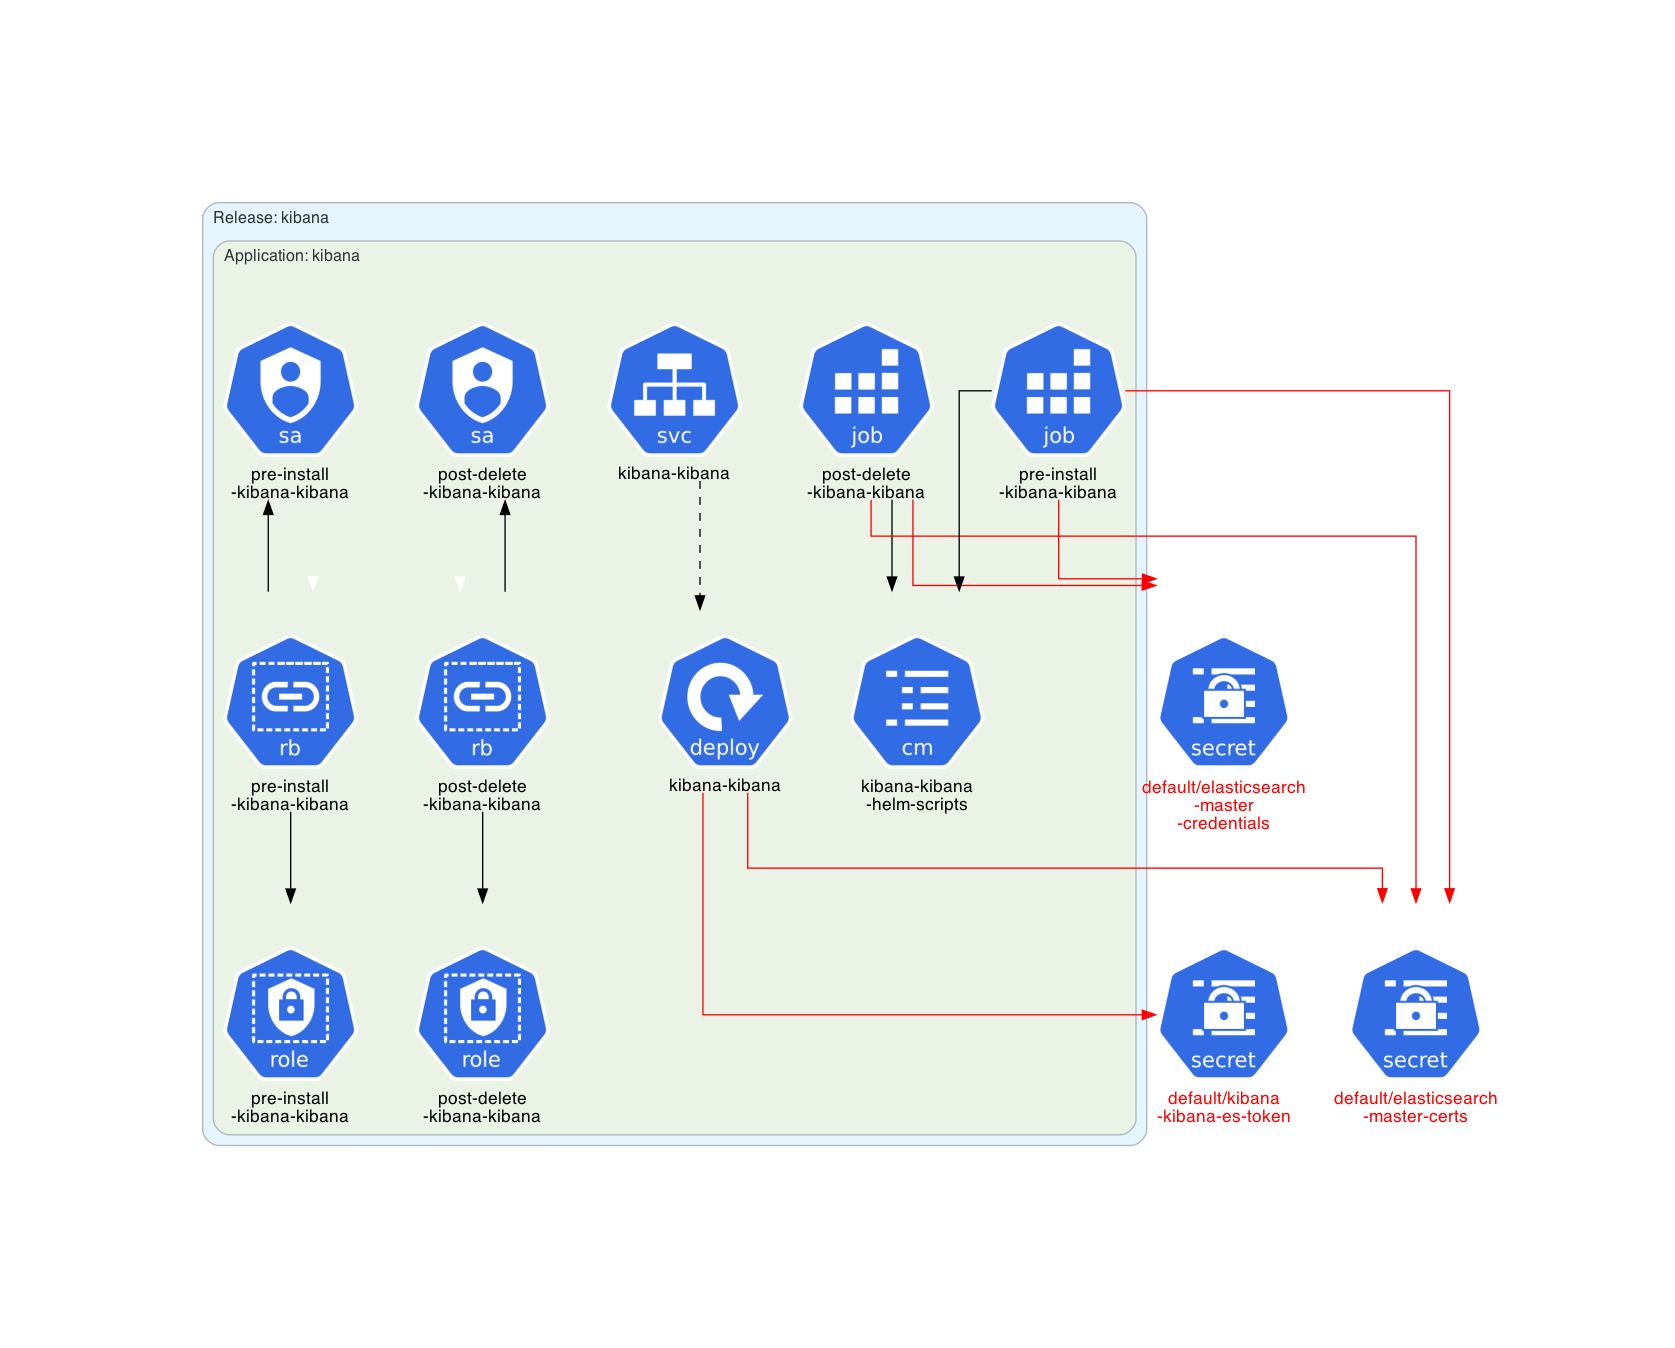 Release: kibana
Application: kibana
sa
pre-install
-kibana-kibana
sa
post-delete
-kibana-kibana
svc
kibana-kibana
job
post-delete
-kibana-kibana
job
pre-install
-kibana-kibana
rb
pre-install
-kibana-kibana
rb
post-delete
-kibana-kibana
deploy
kibana-kibana
cm
kibana-kibana
-helm-scripts
secret
default/elasticsearch
-master
-credentials
role
pre-install
-kibana-kibana
role
post-delete
-kibana-kibana
secret
default/kibana
-kibana-es-token
secret
default/elasticsearch
-master-certs